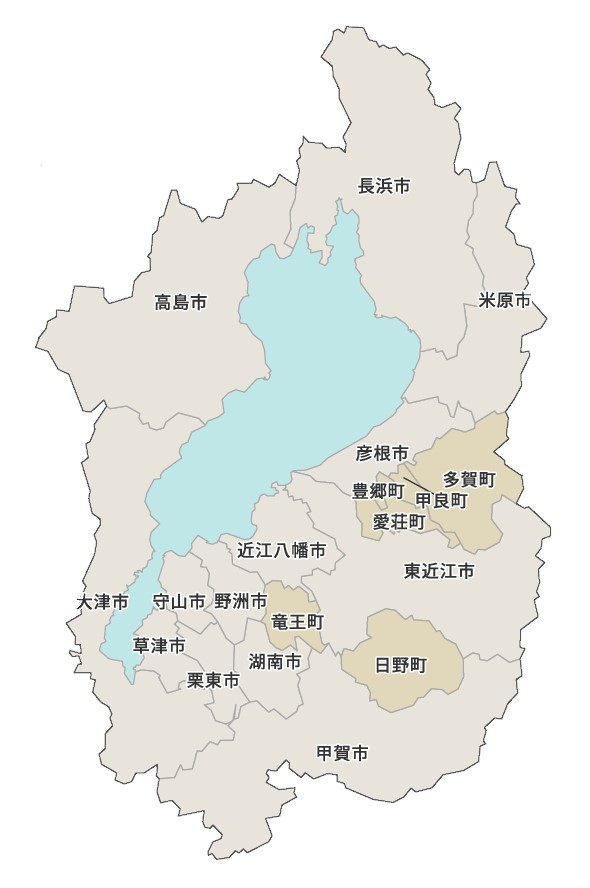 長浜市
米原市
高島市
彦根市
多賀町
豊郷町
甲良町
愛荘町
近江八幡市
東近江市
大津市
守山市
野洲市
竜王町
草津市
湖南市
日野町
栗東市
甲賀市